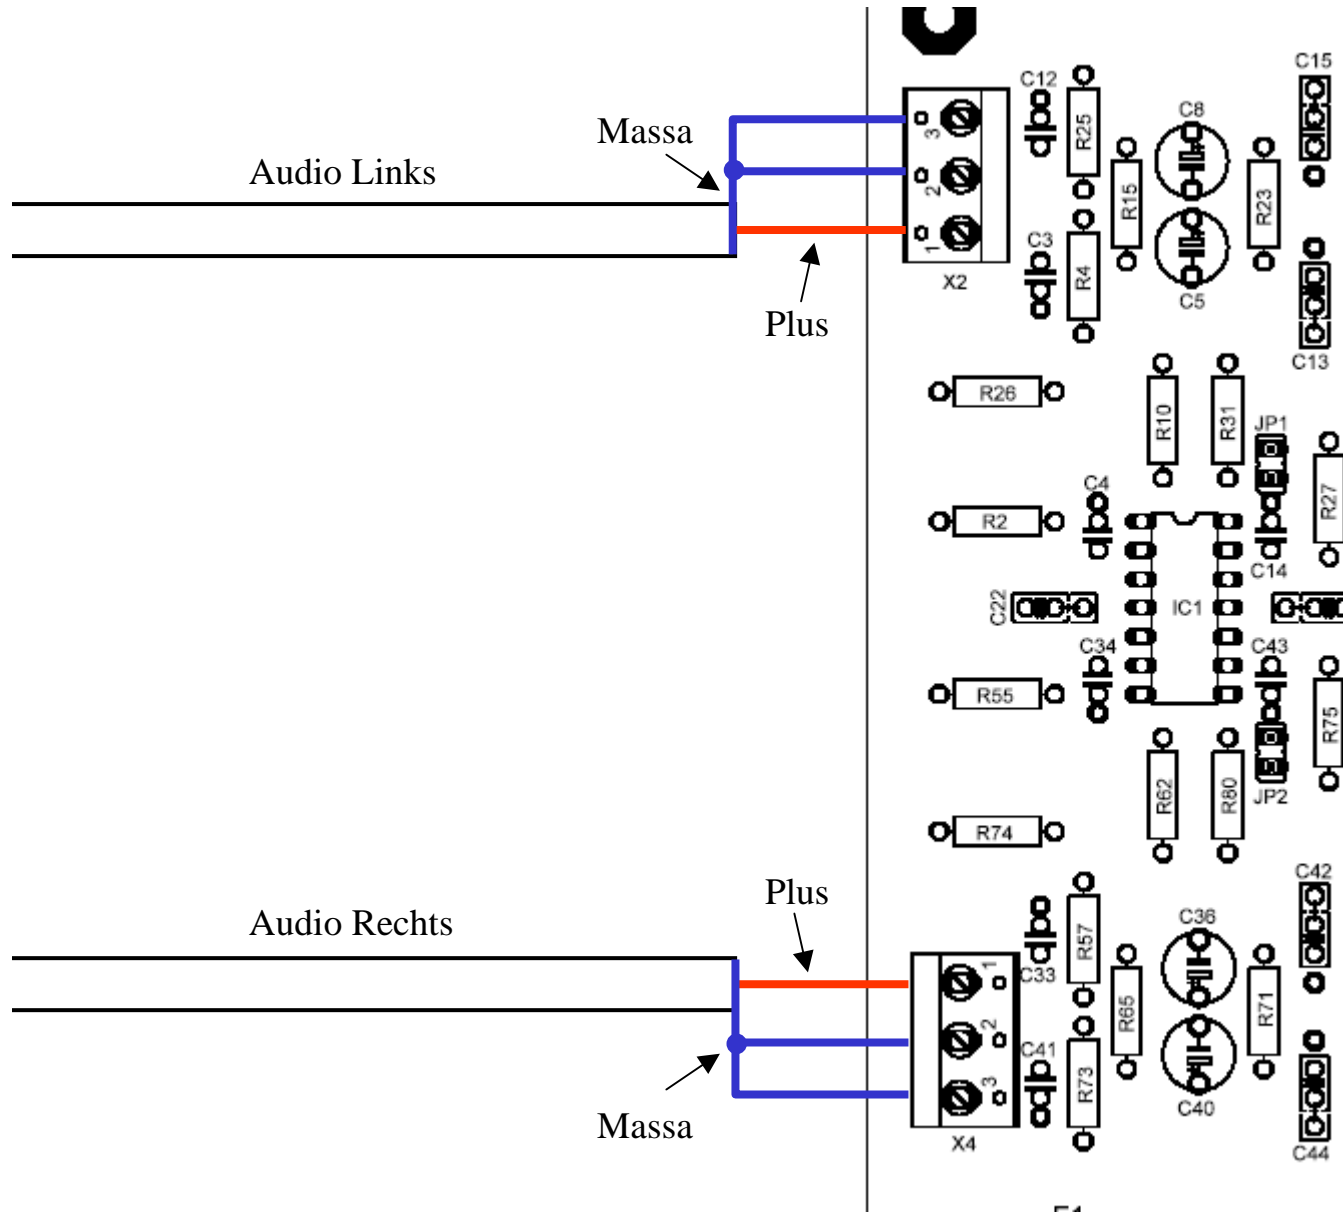 C15
C12
C8
Massa
3
R25
Audio Links
2
R15
R23
C3
1
R4
X2
C5
Plus
C13
R26
R10
R31
JP1
C4
R27
R2
C14
C22
IC1
C34
C43
R55
R75
R62
R80
JP2
R74
C42
Plus
Audio Rechts
C36
R57
1
C33
R65
R71
2
C41
3
R73
C40
Massa
X4
C44